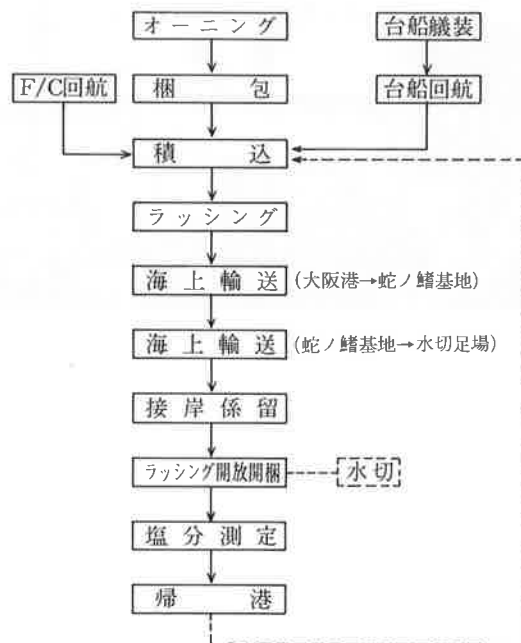 オーニング
台船艤装
F/C回航
梱包
台船回航
積込
ラッシング
海上輸送 (大阪港→蛇ノ鰭基地)
海上輸送 (蛇ノ鰭基地→水切足場)
接岸係留
ラッシング開放開梱
水切
塩分測定
帰港